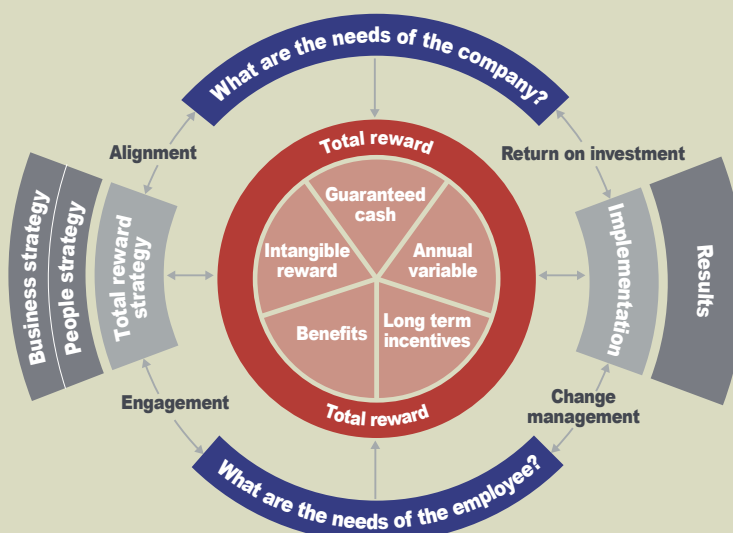 What are the needs of the company?
Alignment
Return on investment
Total reward
Guaranteed
cash
Intangible
reward
Annual
variable
Benefits
Long term
incentives
Total reward
Business strategy
People strategy
Total reward
strategy
Implementation
Results
Engagement
Change
management
What are the needs of the employee?